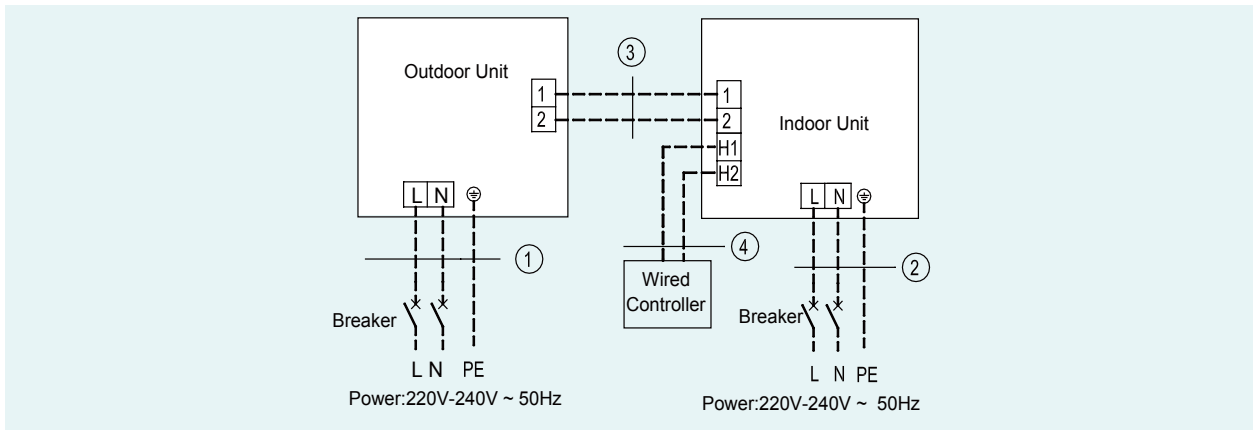 Outdoor Unit
1
2
L N
①
Breaker
L N PE
Power:220V-240V ~ 50Hz
③
Indoor Unit
1
2
H1
H2
④
Wired
Controller
L N
②
Breaker
L N PE
Power:220V-240V ~ 50Hz